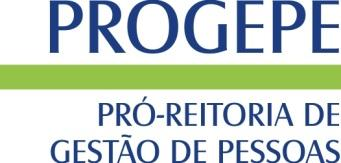 PROGEPE
PRÓ-REITORIA DE
GESTÃO DE PESSOAS